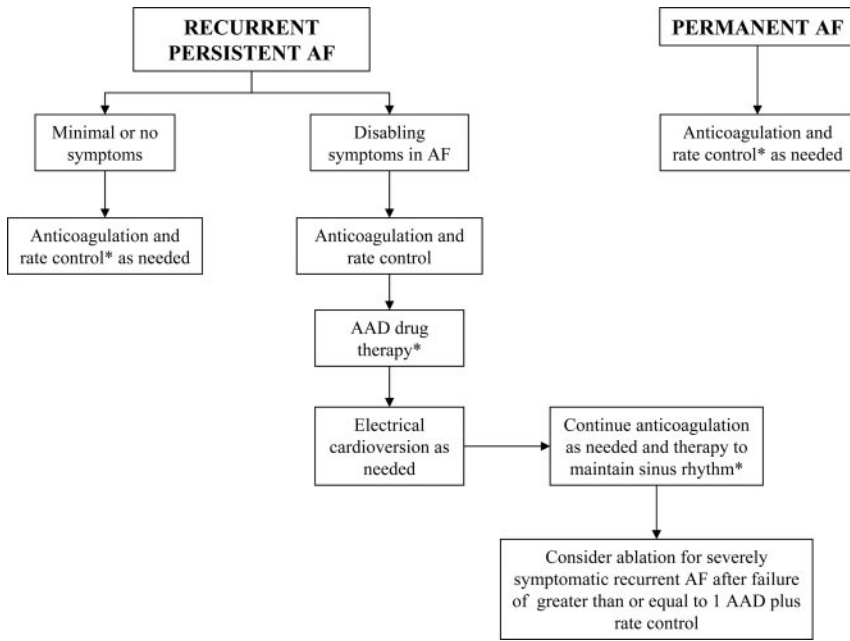 RECURRENT
PERSISTENT AF
PERMANENT AF
Minimal or no
symptoms
Disabling
symptoms in AF
Anticoagulation and
rate control* as needed
Anticoagulation and
rate control* as needed
Anticoagulation and
rate control
AAD drug
therapy*
Electrical
cardioversion as
needed
Continue anticoagulation
as needed and therapy to
maintain sinus rhythm*
Consider ablation for severely
symptomatic recurrent AF after failure
of greater than or equal to 1 AAD plus
rate control